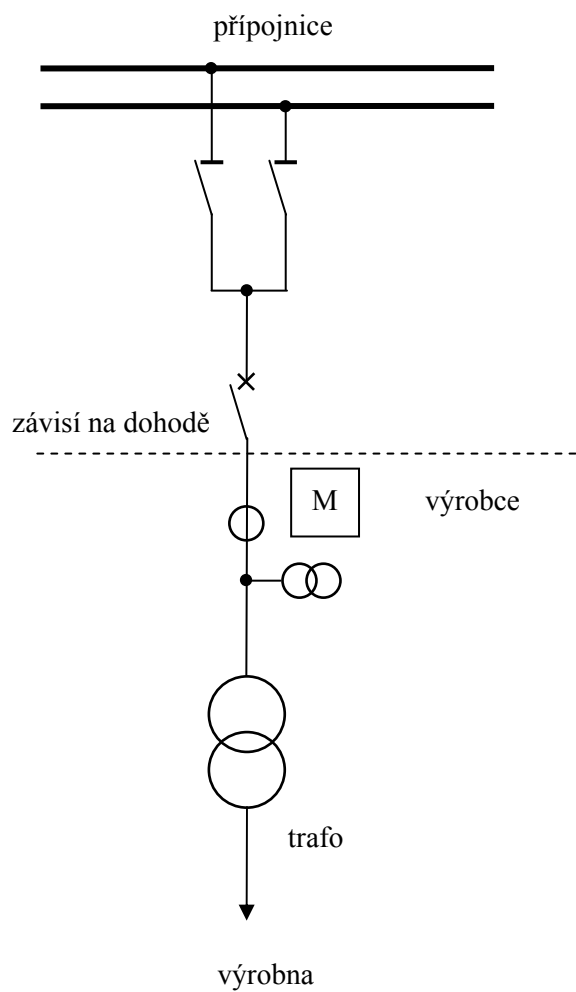 přípojnice
závisí na dohodě
M
výrobce
trafo
výrobna